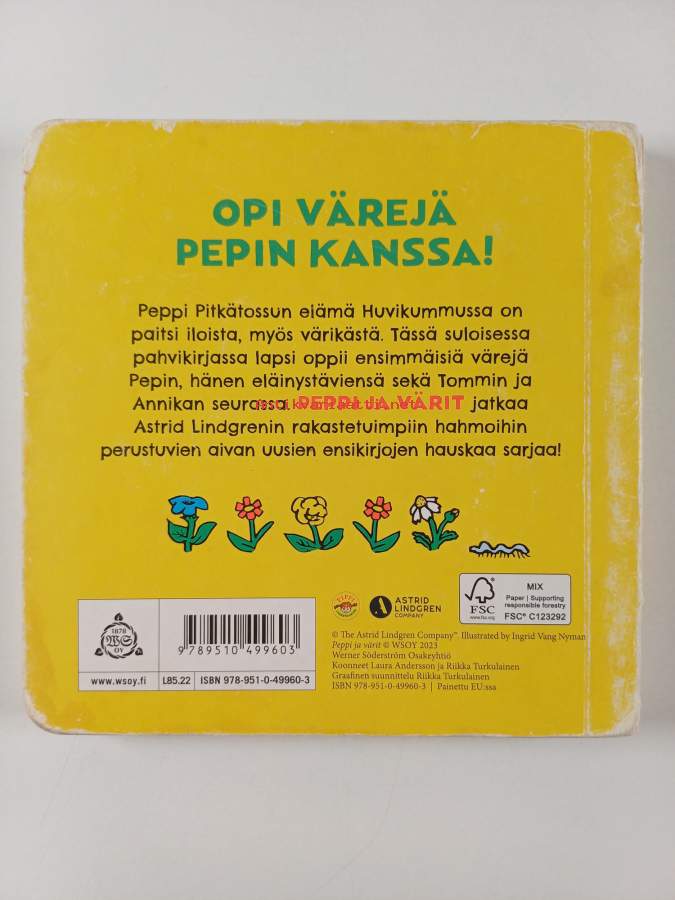 OPI VÄREJÄ
PEPIN KANSSA!
Peppi Pitkätossun elämä Huvikummussa on
paitsi iloista, myös värikästä. Tässä suloisessa
pahvikirjassa lapsi oppii ensimmäisiä värejä
Pepin, hänen eläinystäviensä sekä Tommin ja
Annikan seurassa. PEPPI JA VÄRIT jatkaa
Astrid Lindgrenin rakastetuimpiin hahmoihin
perustuvien aivan uusien ensikirjojen hauskaa sarjaa!
1878
WS
OY
www.wsoy.fi
9 789510 499603
L85.22
ISBN 978-951-0-49960-3
PIPPI
ASTRID
LINDGREN
COMPANY
FSC
www.fsc.org
MIX
Paper | Supporting
responsible forestry
FSC® C123292
© The Astrid Lindgren Company™. Illustrated by Ingrid Vang Nyman
Peppi ja värit © WSOY 2023
Werner Söderström Osakeyhtiö
Koonneet Laura Andersson ja Riikka Turkulainen
Graafinen suunnittelu Riikka Turkulainen
ISBN 978-951-0-49960-3 | Painettu EU:ssa